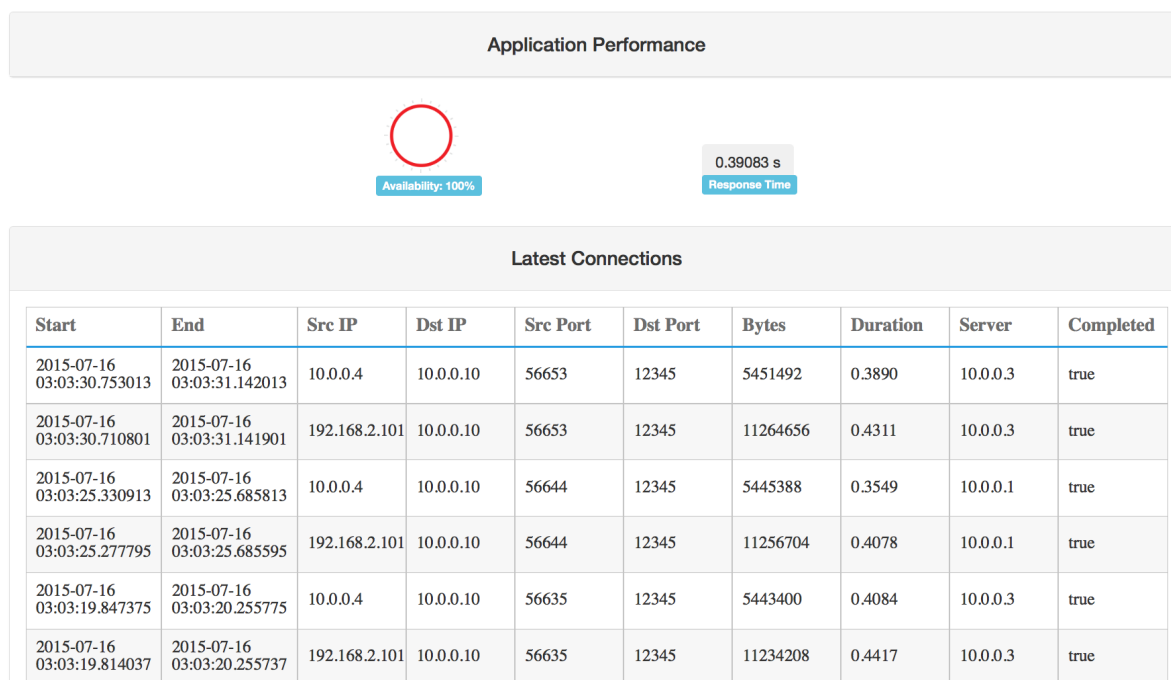 Application Performance
0.39083 s
Availability: 100%
Response Time
Latest Connections
Start End Src IP Dst IP Src Port Dst Port Bytes Duration Server Completed
2015-07-16 03:03:30.753013 2015-07-16 03:03:31.142013 10.0.0.4 10.0.0.10 56653 12345 5451492 0.3890 10.0.0.3 true
2015-07-16 03:03:30.710801 2015-07-16 03:03:31.141901 192.168.2.101 10.0.0.10 56653 12345 11264656 0.4311 10.0.0.3 true
2015-07-16 03:03:25.330913 2015-07-16 03:03:25.685813 10.0.0.4 10.0.0.10 56644 12345 5445388 0.3549 10.0.0.1 true
2015-07-16 03:03:25.277795 2015-07-16 03:03:25.685595 192.168.2.101 10.0.0.10 56644 12345 11256704 0.4078 10.0.0.1 true
2015-07-16 03:03:19.847375 2015-07-16 03:03:20.255775 10.0.0.4 10.0.0.10 56635 12345 5443400 0.4084 10.0.0.3 true
2015-07-16 03:03:19.814037 2015-07-16 03:03:20.255737 192.168.2.101 10.0.0.10 56635 12345 11234208 0.4417 10.0.0.3 true